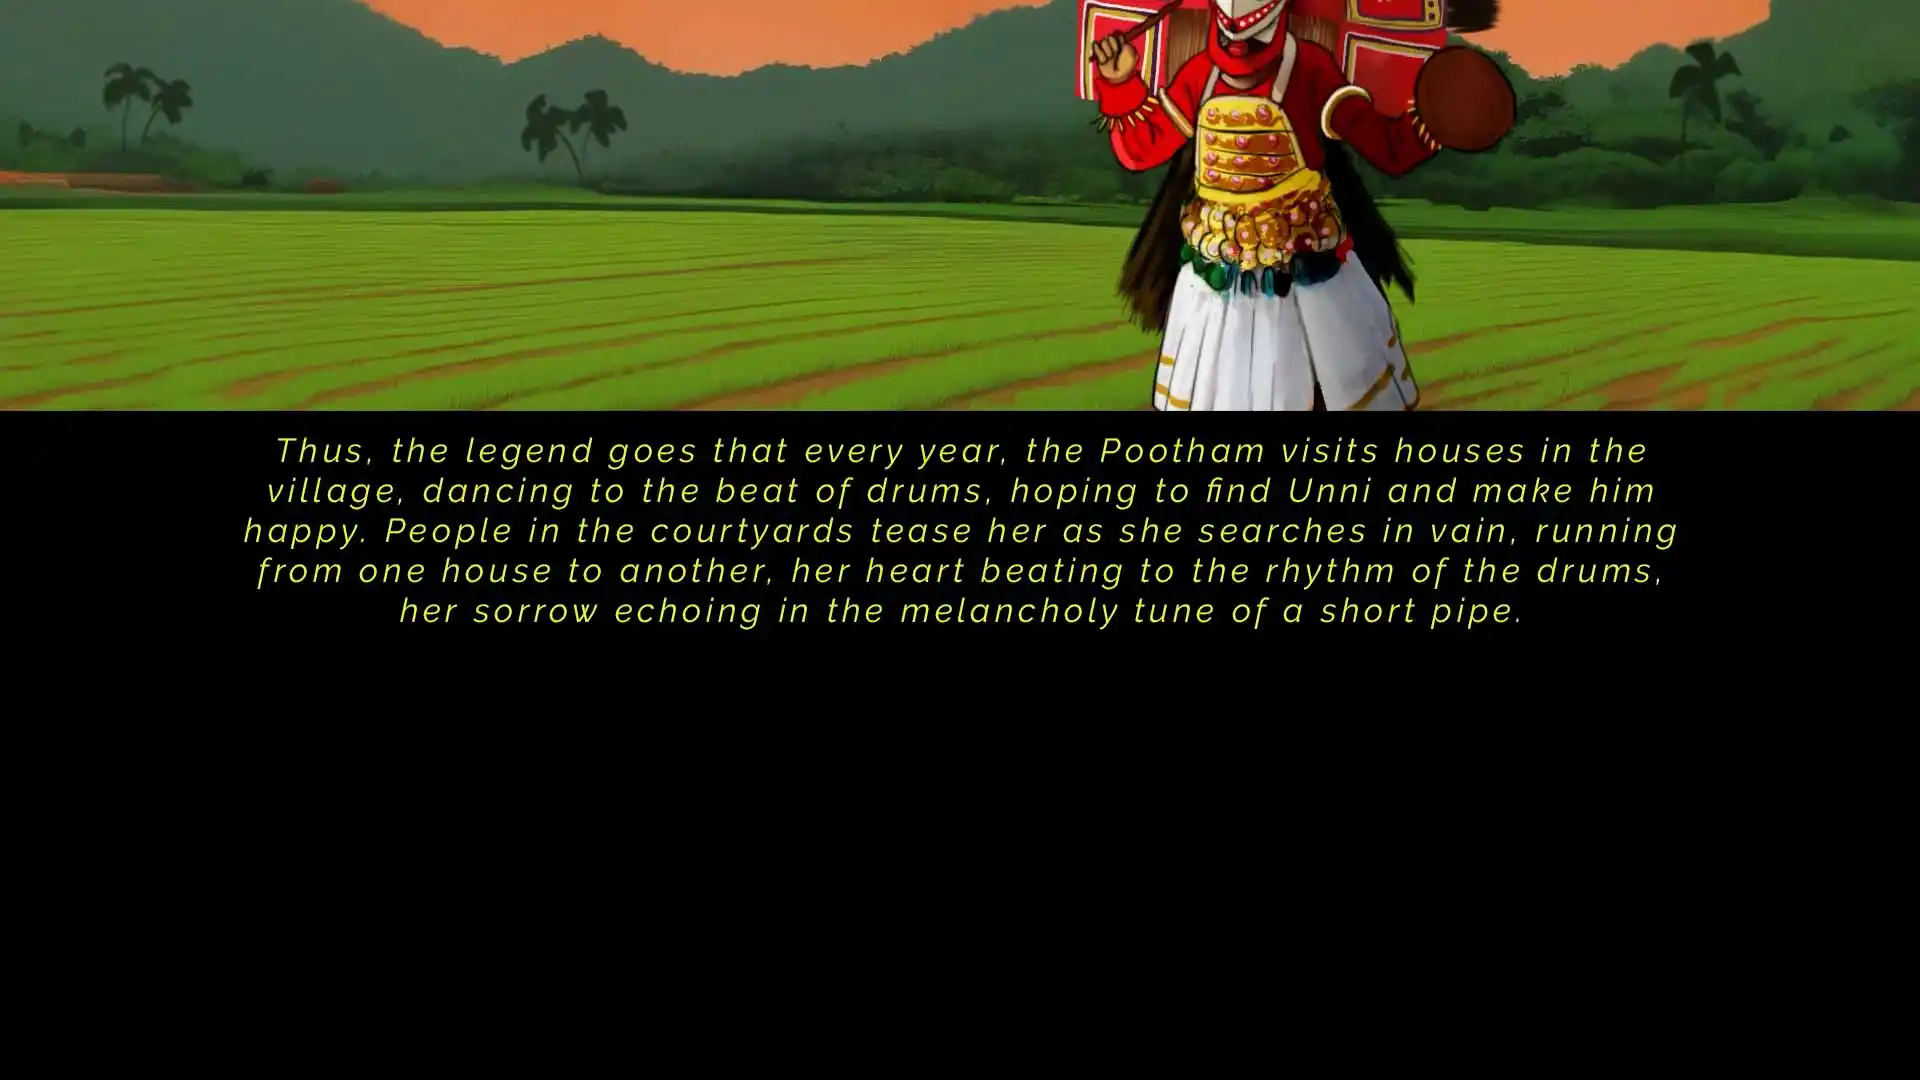 Thus, the legend goes that every year, the Pootham visits houses in the
village, dancing to the beat of drums, hoping to find Unni and make him
happy. People in the courtyards tease her as she searches in vain, running
from one house to another, her heart beating to the rhythm of the drums,
her sorrow echoing in the melancholy tune of a short pipe.